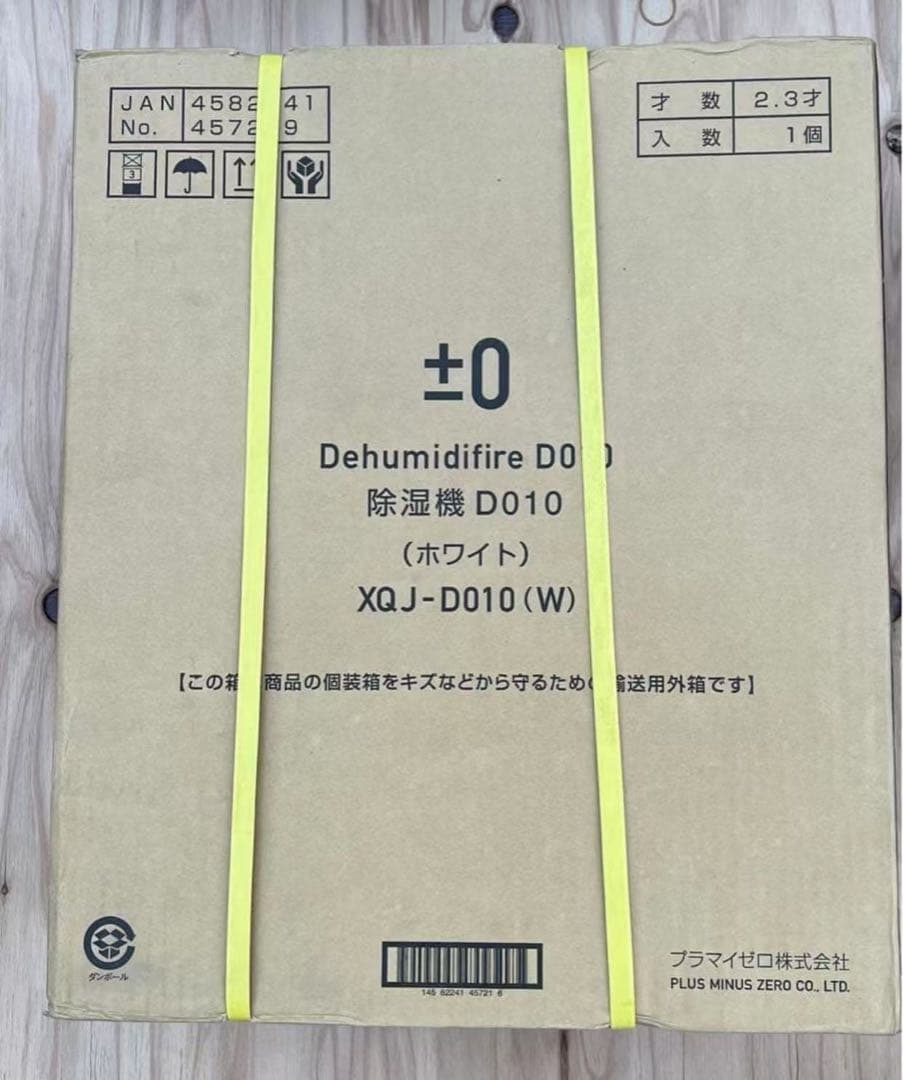 JAN 4582 41
No. 457 9
才数 2.3才
入数 1個
3
±0
Dehumidifire D0 0
除湿機 D010
（ホワイト）
XQJ-D010(W)
【この箱 商品の個装箱をキズなどから守るため 輸送用外箱です】
ダンボール
145 82241 45721 6
プラマイゼロ株式会社
PLUS MINUS ZERO CO., LTD.